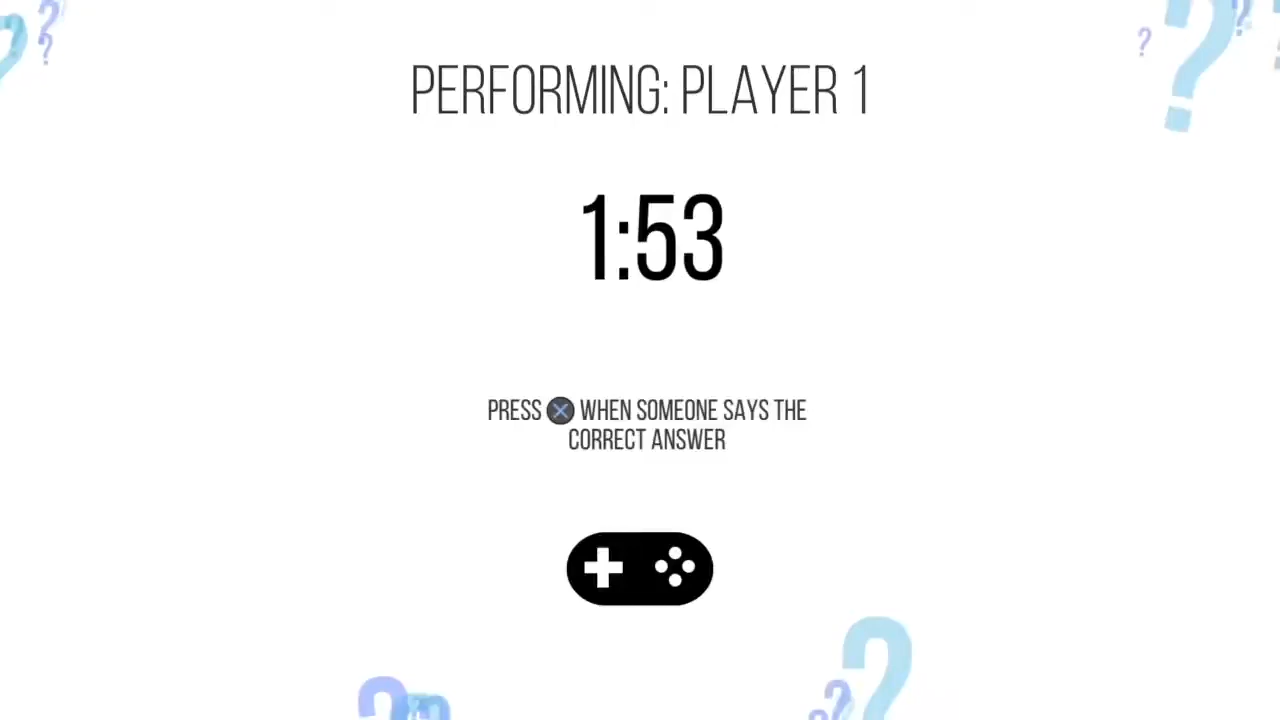 PERFORMING: PLAYER 1
1:53
PRESS WHEN SOMEONE SAYS THE
CORRECT ANSWER